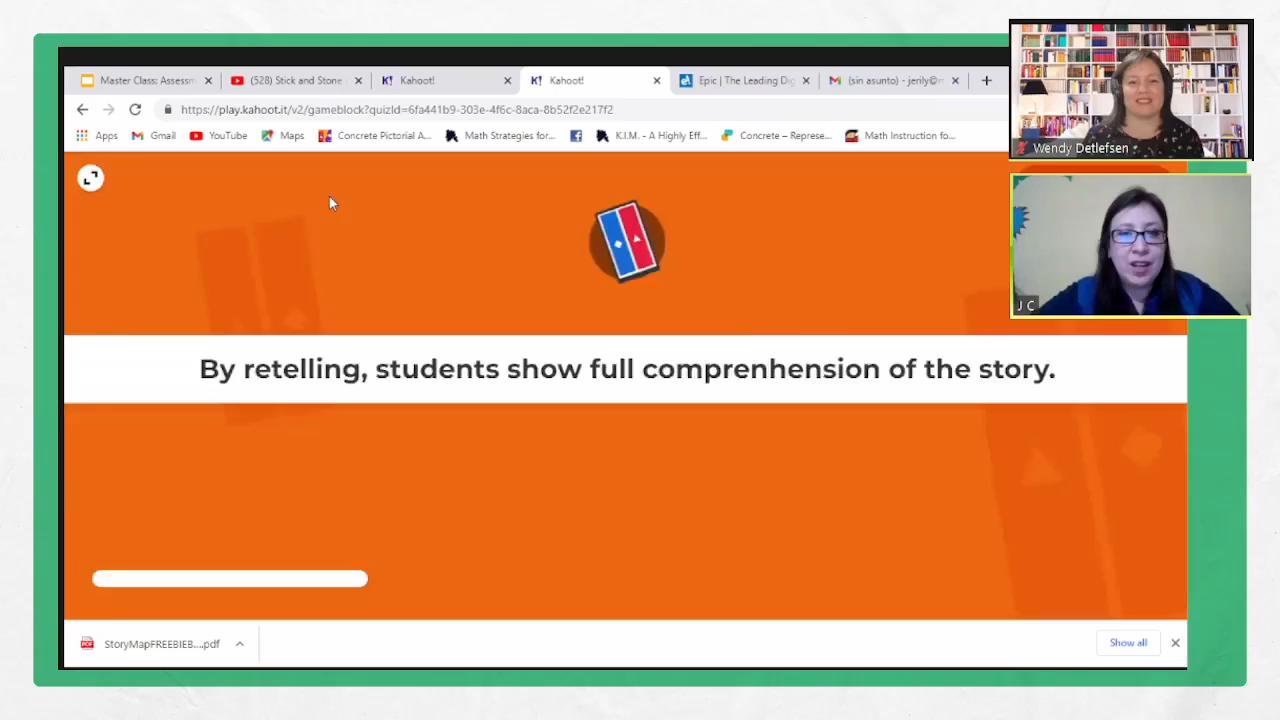 Master Class: Assessm
(528) Stick and Stone
K! Kahoot!
K! Kahoot!
Epic | The Leading Dig
(sin asunto) - jenly@m
https://play.kahoot.it/v2/gameblock?quizId=6fa441b9-303e-4f6c-8aca-8b52f2e217f2
Apps
Gmail
YouTube
Maps
Concrete Pictorial A...
Math Strategies for...
K.I.M. - A Highly Eff...
Concrete – Represe...
Math Instruction fo...
Wendy Detlefsen
J C
By retelling, students show full comprenhension of the story.
PDF
StoryMapFREEBIEB....pdf
Show all